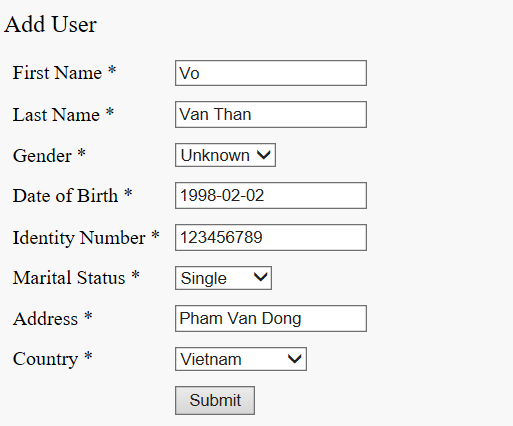 Add User
First Name * Vo
Last Name * Van Than
Gender * Unknown
Date of Birth * 1998-02-02
Identity Number * 123456789
Marital Status * Single
Address * Pham Van Dong
Country * Vietnam
Submit